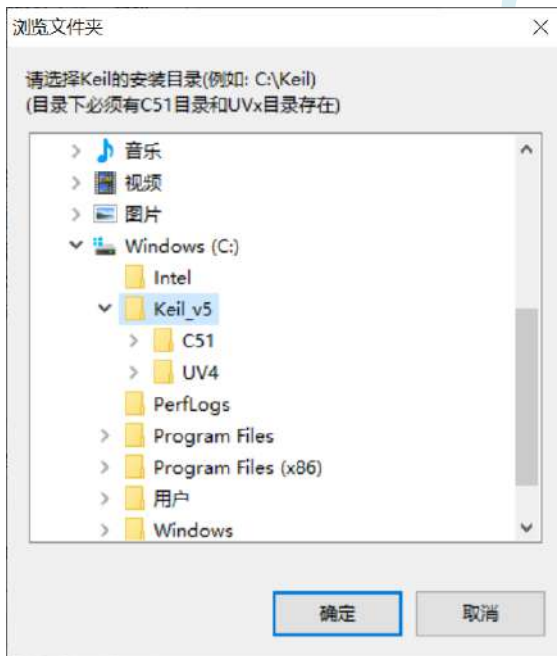 浏览文件夹
请选择Keil的安装目录(例如: C:\Keil)
(目录下必须有C51目录和UVx目录存在)
音乐
视频
图片
Windows (C:)
Intel
Keil_v5
C51
UV4
PerfLogs
Program Files
Program Files (x86)
用户
Windows
确定
取消